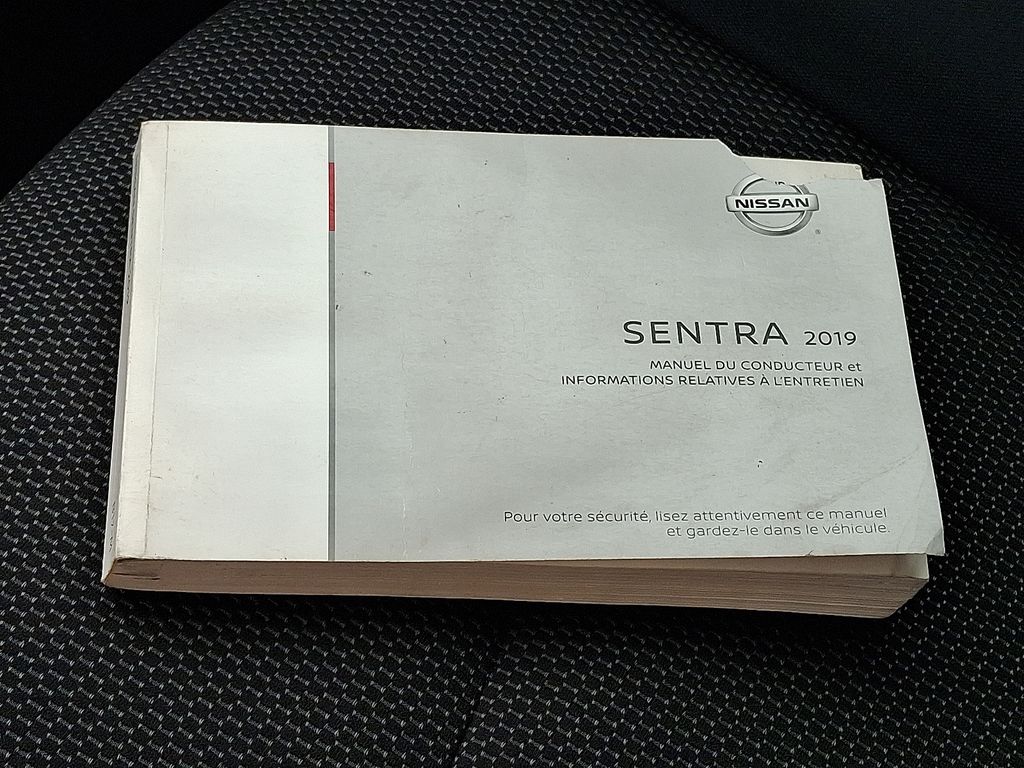 NISSAN
SENTRA 2019
MANUEL DU CONDUCTEUR et
INFORMATIONS RELATIVES À L'ENTRETIEN
Pour votre sécurité, lisez attentivement ce manuel
et gardez-le dans le véhicule.